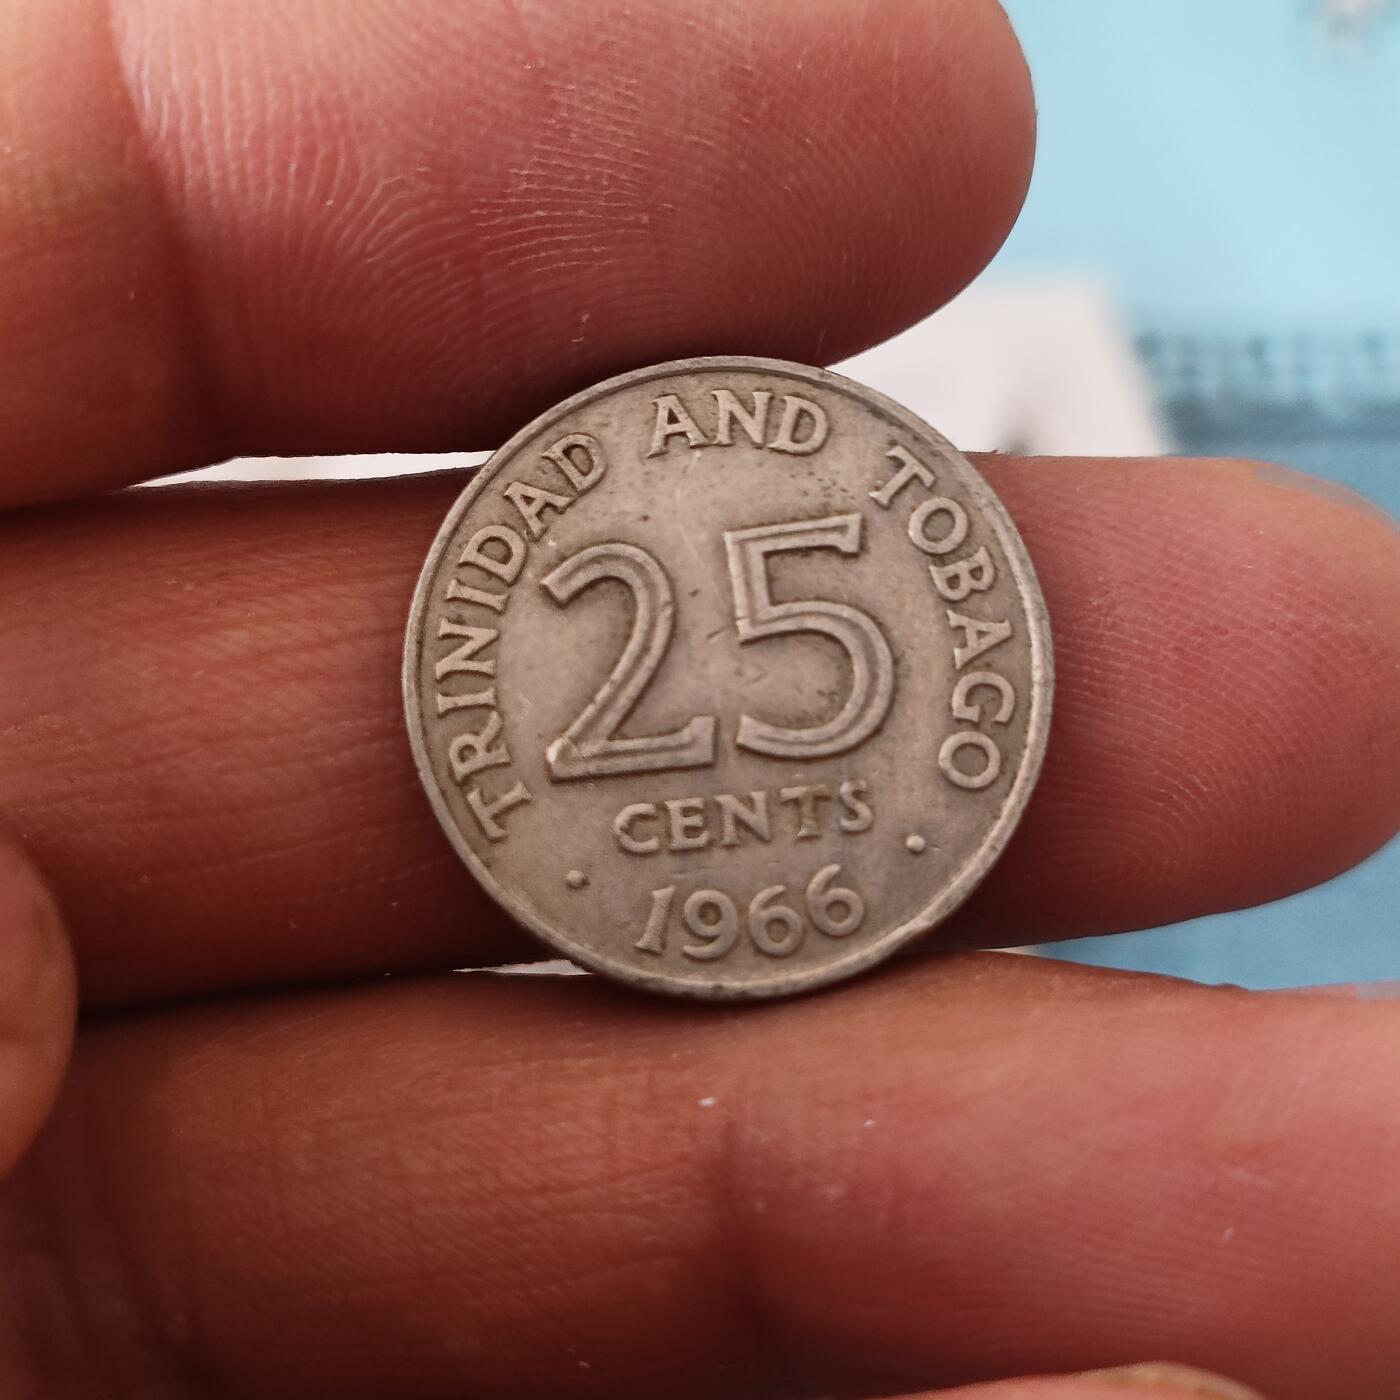 TRINIDAD AND TOBAGO
25
CENTS
· 1966 ·